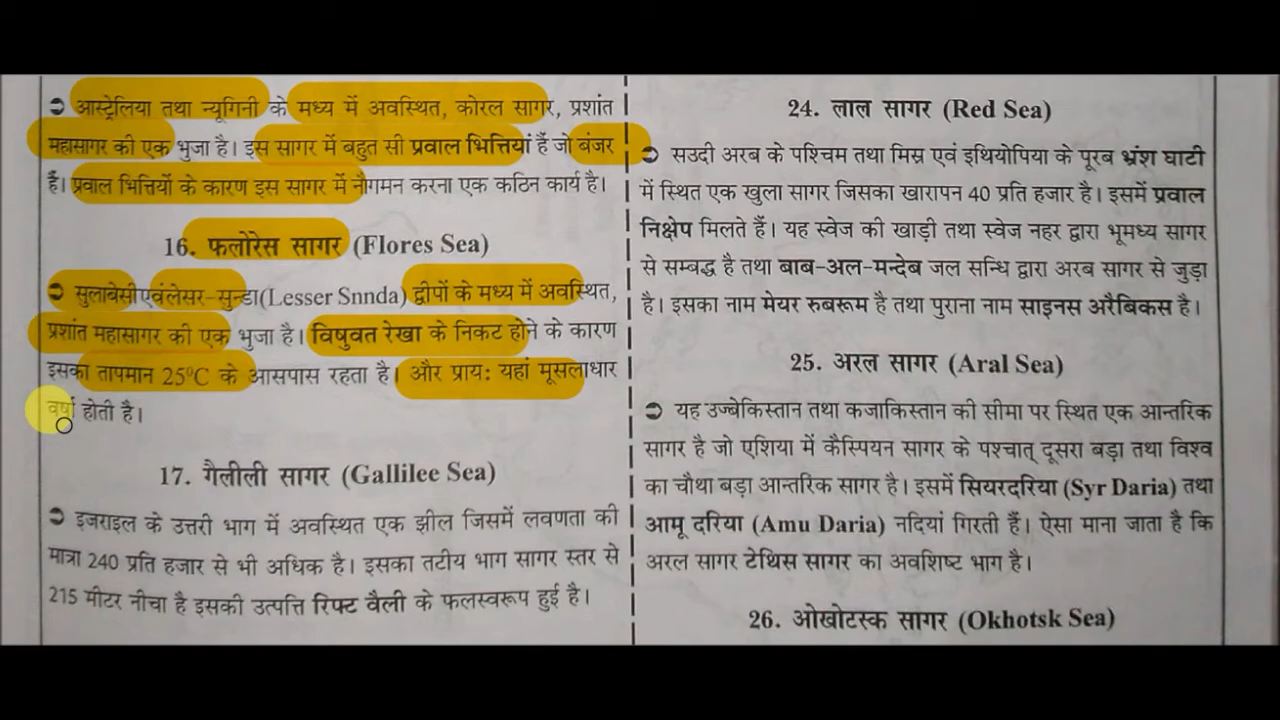 ➲ आस्ट्रेलिया तथा न्यूगिनी के मध्य में अवस्थित, कोरल सागर, प्रशांत
महासागर की एक भुजा है। इस सागर में बहुत सी प्रवाल भित्तियां हैं जो बंजर
हैं। प्रवाल भित्तियों के कारण इस सागर में नौगमन करना एक कठिन कार्य है।
16. फ्लोरेस सागर (Flores Sea)
➲ सुलाबेसी एवं लेसर-सुन्डा (Lesser Snnda) द्वीपों के मध्य में अवस्थित,
प्रशांत महासागर की एक भुजा है। विषुवत रेखा के निकट होने के कारण
इसका तापमान 25⁰C के आसपास रहता है। और प्राय: यहां मूसलाधार
वर्षा होती है।
17. गैलीली सागर (Gallilee Sea)
➲ इजराइल के उत्तरी भाग में अवस्थित एक झील जिसमें लवणता की
मात्रा 240 प्रति हजार से भी अधिक है। इसका तटीय भाग सागर स्तर से
215 मीटर नीचा है इसकी उत्पत्ति रिफ्ट वैली के फलस्वरूप हुई है।
24. लाल सागर (Red Sea)
➲ सउदी अरब के पश्चिम तथा मिस्र एवं इथियोपिया के पूरब भ्रंश घाटी
में स्थित एक खुला सागर जिसका खारापन 40 प्रति हजार है। इसमें प्रवाल
निक्षेप मिलते हैं। यह स्वेज की खाड़ी तथा स्वेज नहर द्वारा भूमध्य सागर
से सम्बद्ध है तथा बाब-अल-मन्देब जल सन्धि द्वारा अरब सागर से जुड़ा
है। इसका नाम मेयर रुबरूम है तथा पुराना नाम साइनस अरैबिकस है।
25. अरल सागर (Aral Sea)
➲ यह उज्बेकिस्तान तथा कजाकिस्तान की सीमा पर स्थित एक आन्तरिक
सागर है जो एशिया में कैस्पियन सागर के पश्चात् दूसरा बड़ा तथा विश्व
का चौथा बड़ा आन्तरिक सागर है। इसमें सियरदरिया (Syr Daria) तथा
आमू दरिया (Amu Daria) नदियां गिरती हैं। ऐसा माना जाता है कि
अरल सागर टेथिस सागर का अवशिष्ट भाग है।
26. ओखोटस्क सागर (Okhotsk Sea)